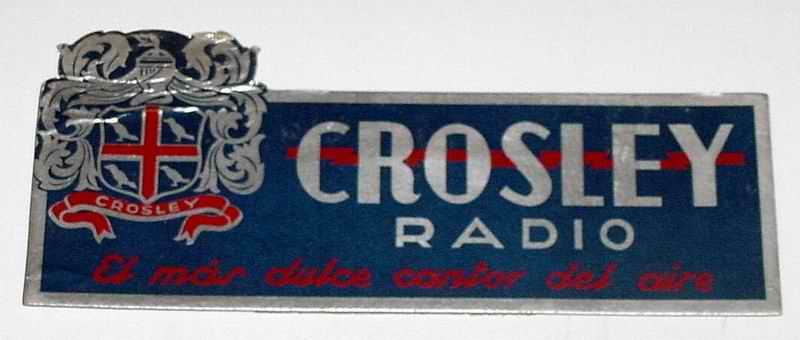 CROSLEY
CROSLEY
RADIO
El más dulce cantor del aire